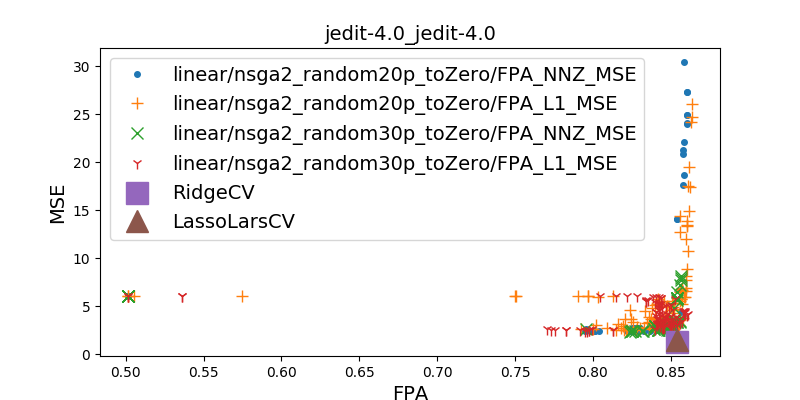 jedit-4.0_jedit-4.0
linear/nsga2_random20p_toZero/FPA_NNZ_MSE
linear/nsga2_random20p_toZero/FPA_L1_MSE
linear/nsga2_random30p_toZero/FPA_NNZ_MSE
linear/nsga2_random30p_toZero/FPA_L1_MSE
RidgeCV
LassoLarsCV
MSE
30
25
20
15
10
5
0
0.50 0.55 0.60 0.65 0.70 0.75 0.80 0.85
FPA